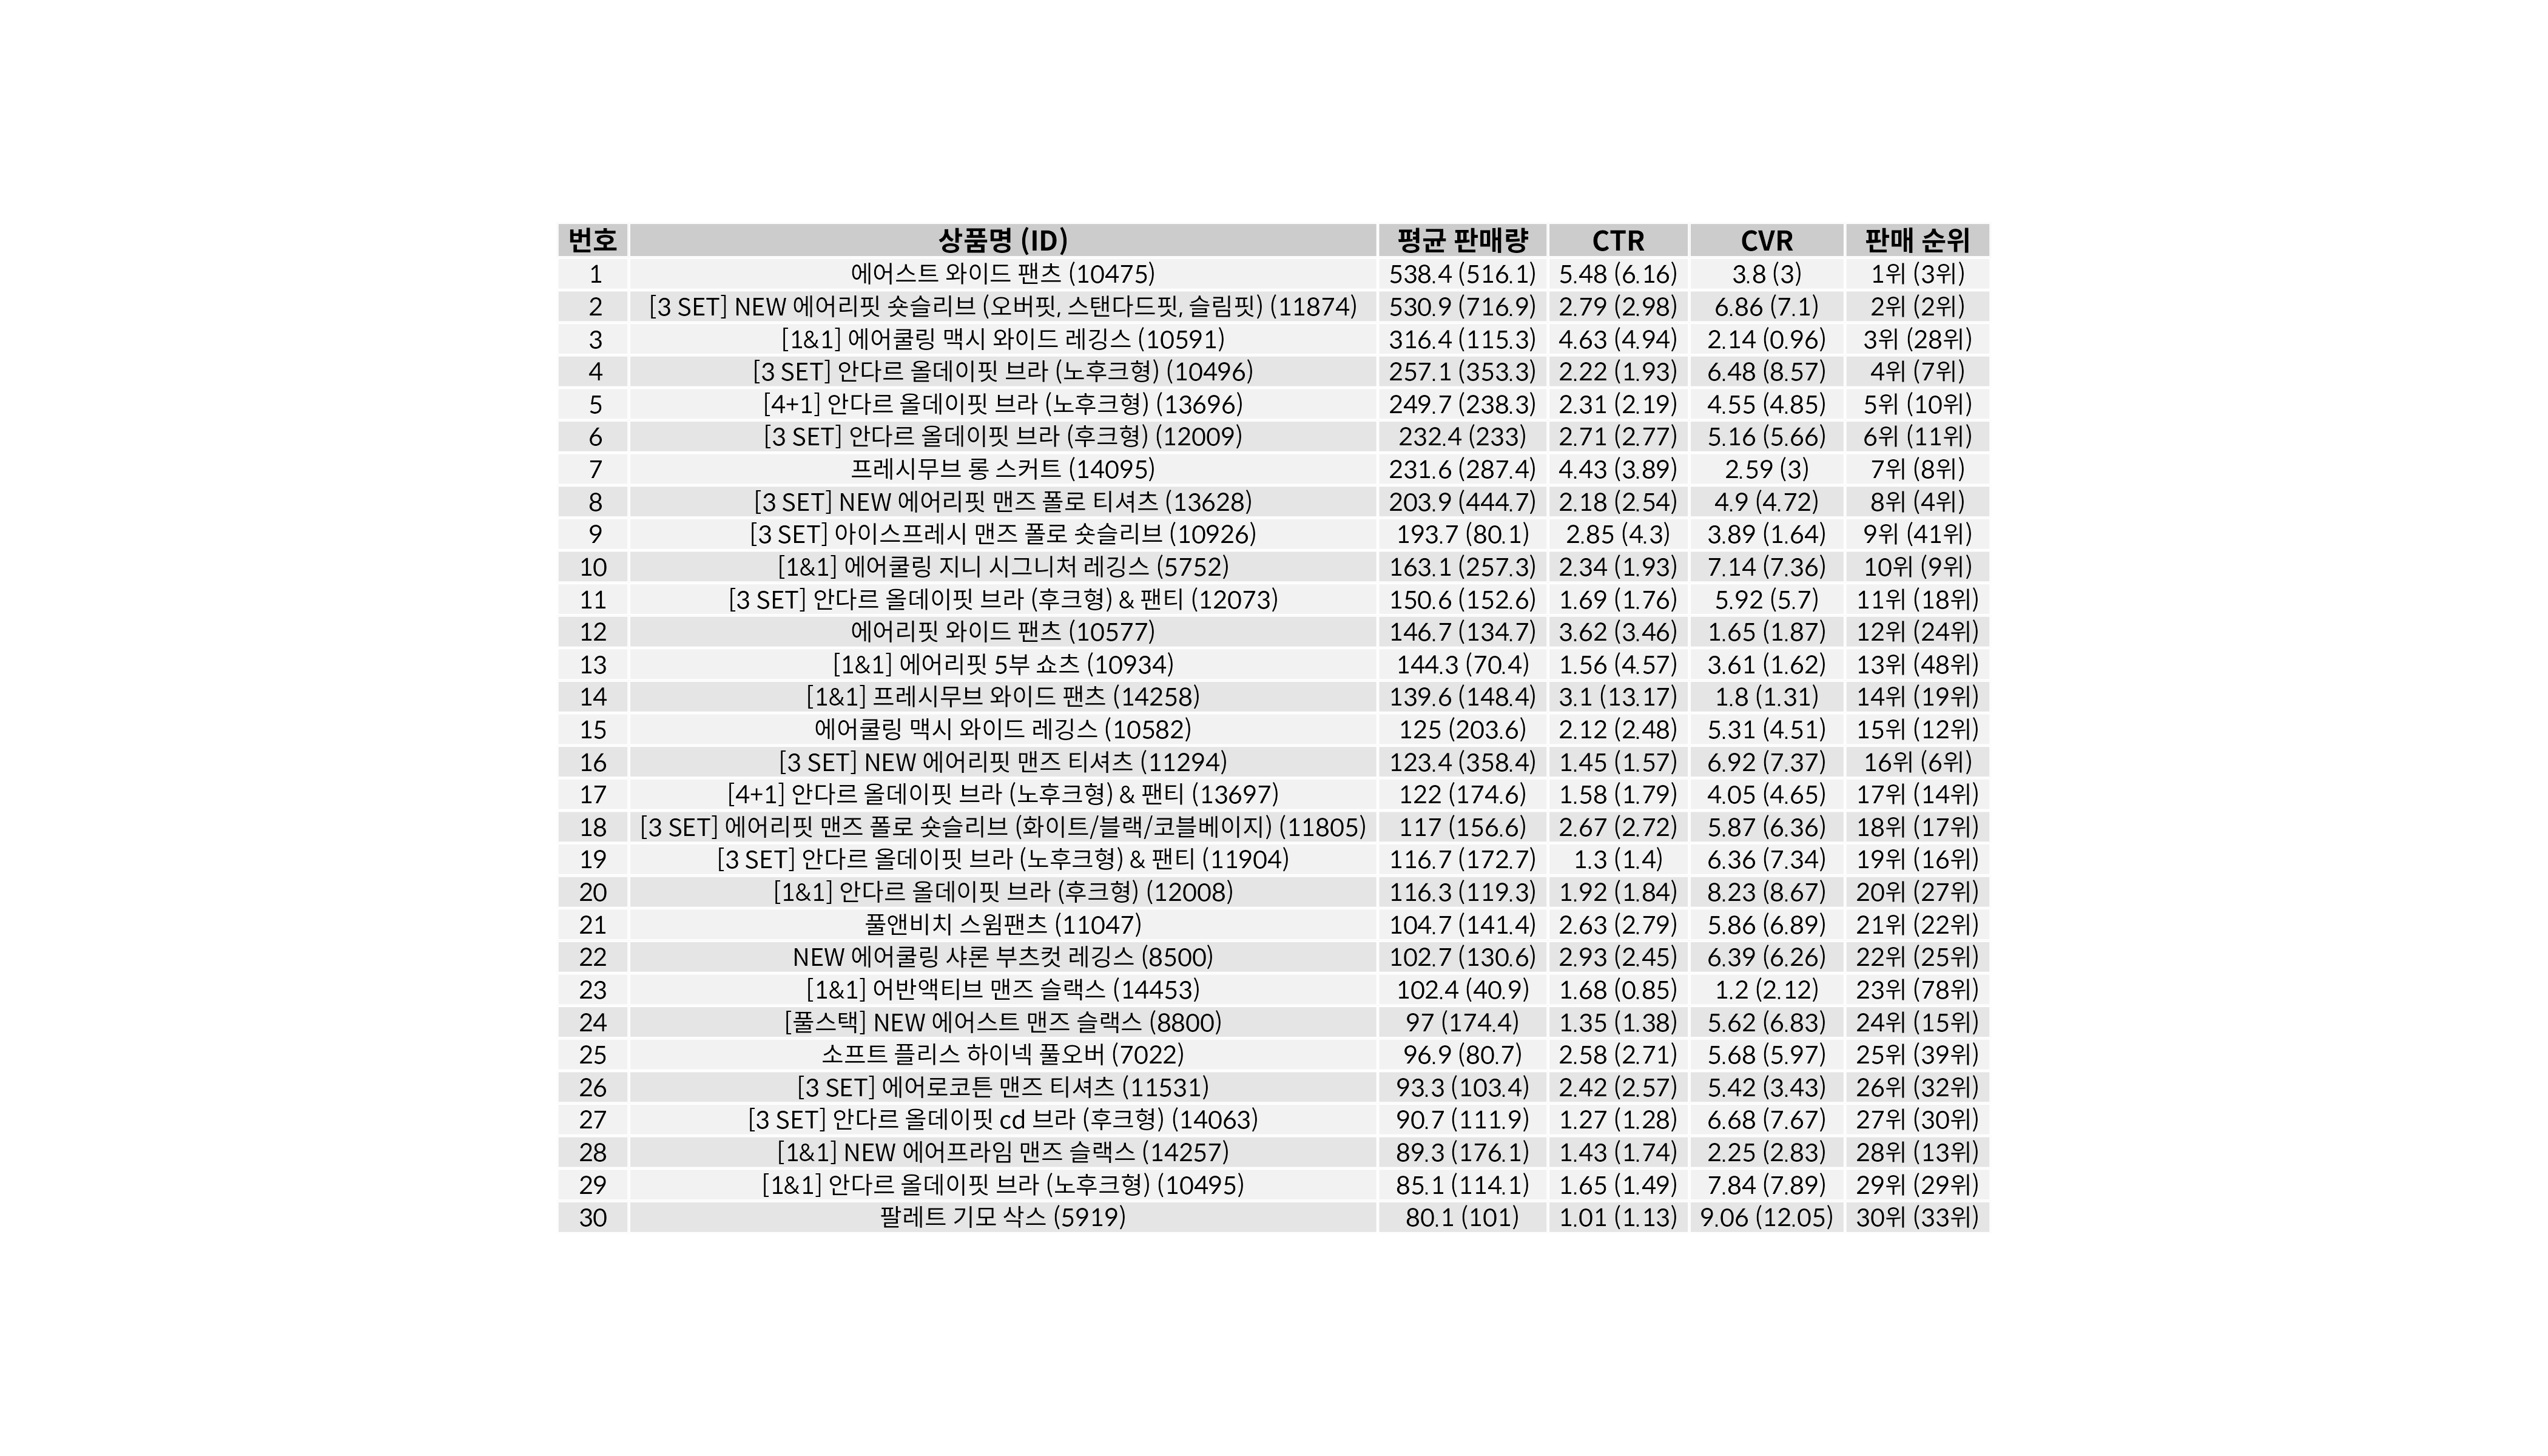 번호 상품명 (ID) 평균 판매량 CTR CVR 판매 순위
1 에어스트 와이드 팬츠 (10475) 538.4 (516.1) 5.48 (6.16) 3.8 (3) 1위 (3위)
2 [3 SET] NEW 에어리핏 숏슬리브 (오버핏, 스탠다드핏, 슬림핏) (11874) 530.9 (716.9) 2.79 (2.98) 6.86 (7.1) 2위 (2위)
3 [1&1] 에어쿨링 맥시 와이드 레깅스 (10591) 316.4 (115.3) 4.63 (4.94) 2.14 (0.96) 3위 (28위)
4 [3 SET] 안다르 올데이핏 브라 (노후크형) (10496) 257.1 (353.3) 2.22 (1.93) 6.48 (8.57) 4위 (7위)
5 [4+1] 안다르 올데이핏 브라 (노후크형) (13696) 249.7 (238.3) 2.31 (2.19) 4.55 (4.85) 5위 (10위)
6 [3 SET] 안다르 올데이핏 브라 (후크형) (12009) 232.4 (233) 2.71 (2.77) 5.16 (5.66) 6위 (11위)
7 프레시무브 롱 스커트 (14095) 231.6 (287.4) 4.43 (3.89) 2.59 (3) 7위 (8위)
8 [3 SET] NEW 에어리핏 맨즈 폴로 티셔츠 (13628) 203.9 (444.7) 2.18 (2.54) 4.9 (4.72) 8위 (4위)
9 [3 SET] 아이스프레시 맨즈 폴로 숏슬리브 (10926) 193.7 (80.1) 2.85 (4.3) 3.89 (1.64) 9위 (41위)
10 [1&1] 에어쿨링 지니 시그니처 레깅스 (5752) 163.1 (257.3) 2.34 (1.93) 7.14 (7.36) 10위 (9위)
11 [3 SET] 안다르 올데이핏 브라 (후크형) & 팬티 (12073) 150.6 (152.6) 1.69 (1.76) 5.92 (5.7) 11위 (18위)
12 에어리핏 와이드 팬츠 (10577) 146.7 (134.7) 3.62 (3.46) 1.65 (1.87) 12위 (24위)
13 [1&1] 에어리핏 5부 쇼츠 (10934) 144.3 (70.4) 1.56 (4.57) 3.61 (1.62) 13위 (48위)
14 [1&1] 프레시무브 와이드 팬츠 (14258) 139.6 (148.4) 3.1 (13.17) 1.8 (1.31) 14위 (19위)
15 에어쿨링 맥시 와이드 레깅스 (10582) 125 (203.6) 2.12 (2.48) 5.31 (4.51) 15위 (12위)
16 [3 SET] NEW 에어리핏 맨즈 티셔츠 (11294) 123.4 (358.4) 1.45 (1.57) 6.92 (7.37) 16위 (6위)
17 [4+1] 안다르 올데이핏 브라 (노후크형) & 팬티 (13697) 122 (174.6) 1.58 (1.79) 4.05 (4.65) 17위 (14위)
18 [3 SET] 에어리핏 맨즈 폴로 숏슬리브 (화이트/블랙/코블베이지) (11805) 117 (156.6) 2.67 (2.72) 5.87 (6.36) 18위 (17위)
19 [3 SET] 안다르 올데이핏 브라 (노후크형) & 팬티 (11904) 116.7 (172.7) 1.3 (1.4) 6.36 (7.34) 19위 (16위)
20 [1&1] 안다르 올데이핏 브라 (후크형) (12008) 116.3 (119.3) 1.92 (1.84) 8.23 (8.67) 20위 (27위)
21 풀앤비치 스윔팬츠 (11047) 104.7 (141.4) 2.63 (2.79) 5.86 (6.89) 21위 (22위)
22 NEW 에어쿨링 샤론 부츠컷 레깅스 (8500) 102.7 (130.6) 2.93 (2.45) 6.39 (6.26) 22위 (25위)
23 [1&1] 어반액티브 맨즈 슬랙스 (14453) 102.4 (40.9) 1.68 (0.85) 1.2 (2.12) 23위 (78위)
24 [풀스택] NEW 에어스트 맨즈 슬랙스 (8800) 97 (174.4) 1.35 (1.38) 5.62 (6.83) 24위 (15위)
25 소프트 플리스 하이넥 풀오버 (7022) 96.9 (80.7) 2.58 (2.71) 5.68 (5.97) 25위 (39위)
26 [3 SET] 에어로코튼 맨즈 티셔츠 (11531) 93.3 (103.4) 2.42 (2.57) 5.42 (3.43) 26위 (32위)
27 [3 SET] 안다르 올데이핏 cd 브라 (후크형) (14063) 90.7 (111.9) 1.27 (1.28) 6.68 (7.67) 27위 (30위)
28 [1&1] NEW 에어프라임 맨즈 슬랙스 (14257) 89.3 (176.1) 1.43 (1.74) 2.25 (2.83) 28위 (13위)
29 [1&1] 안다르 올데이핏 브라 (노후크형) (10495) 85.1 (114.1) 1.65 (1.49) 7.84 (7.89) 29위 (29위)
30 팔레트 기모 삭스 (5919) 80.1 (101) 1.01 (1.13) 9.06 (12.05) 30위 (33위)